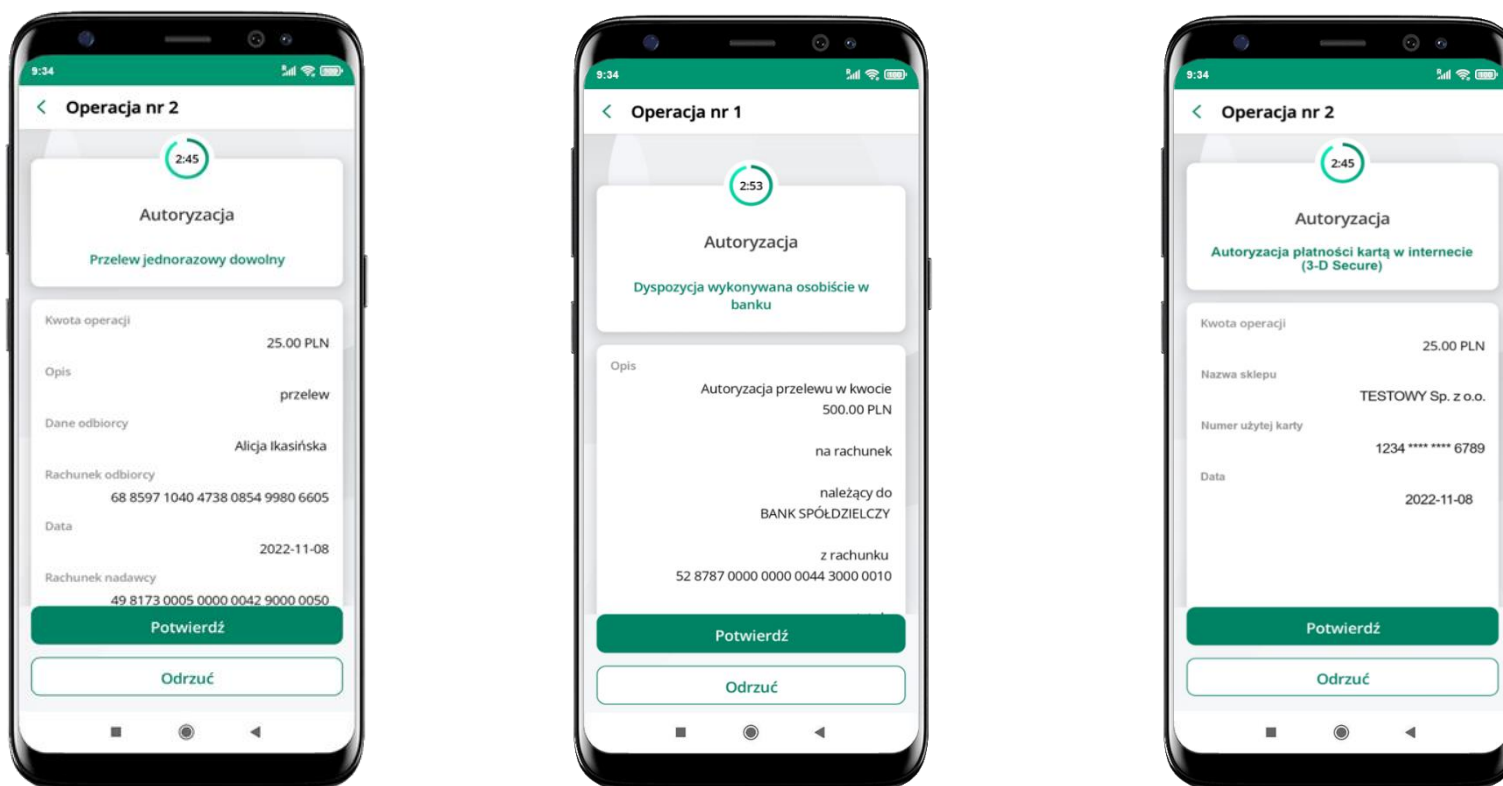 9:34
Operacja nr 2
2:45
Autoryzacja
Przelew jednorazowy dowolny
Kwota operacji
25.00 PLN
Opis
przelew
Dane odbiorcy
Alicja Ikasińska
Rachunek odbiorcy
68 8597 1040 4738 0854 9980 6605
Data
2022-11-08
Rachunek nadawcy
49 8173 0005 0000 0042 9000 0050
Potwierdź
Odrzuć
9:34
Operacja nr 1
2:53
Autoryzacja
Dyspozycja wykonywana osobiście w
banku
Opis
Autoryzacja przelewu w kwocie
500.00 PLN
na rachunek
należący do
BANK SPÓŁDZIELCZY
z rachunku
52 8787 0000 0000 0044 3000 0010
Potwierdź
Odrzuć
9:34
Operacja nr 2
2:45
Autoryzacja
Autoryzacja płatności kartą w internecie
(3-D Secure)
Kwota operacji
25.00 PLN
Nazwa sklepu
TESTOWY Sp. z o.o.
Numer użytej karty
1234 **** **** 6789
Data
2022-11-08
Potwierdź
Odrzuć